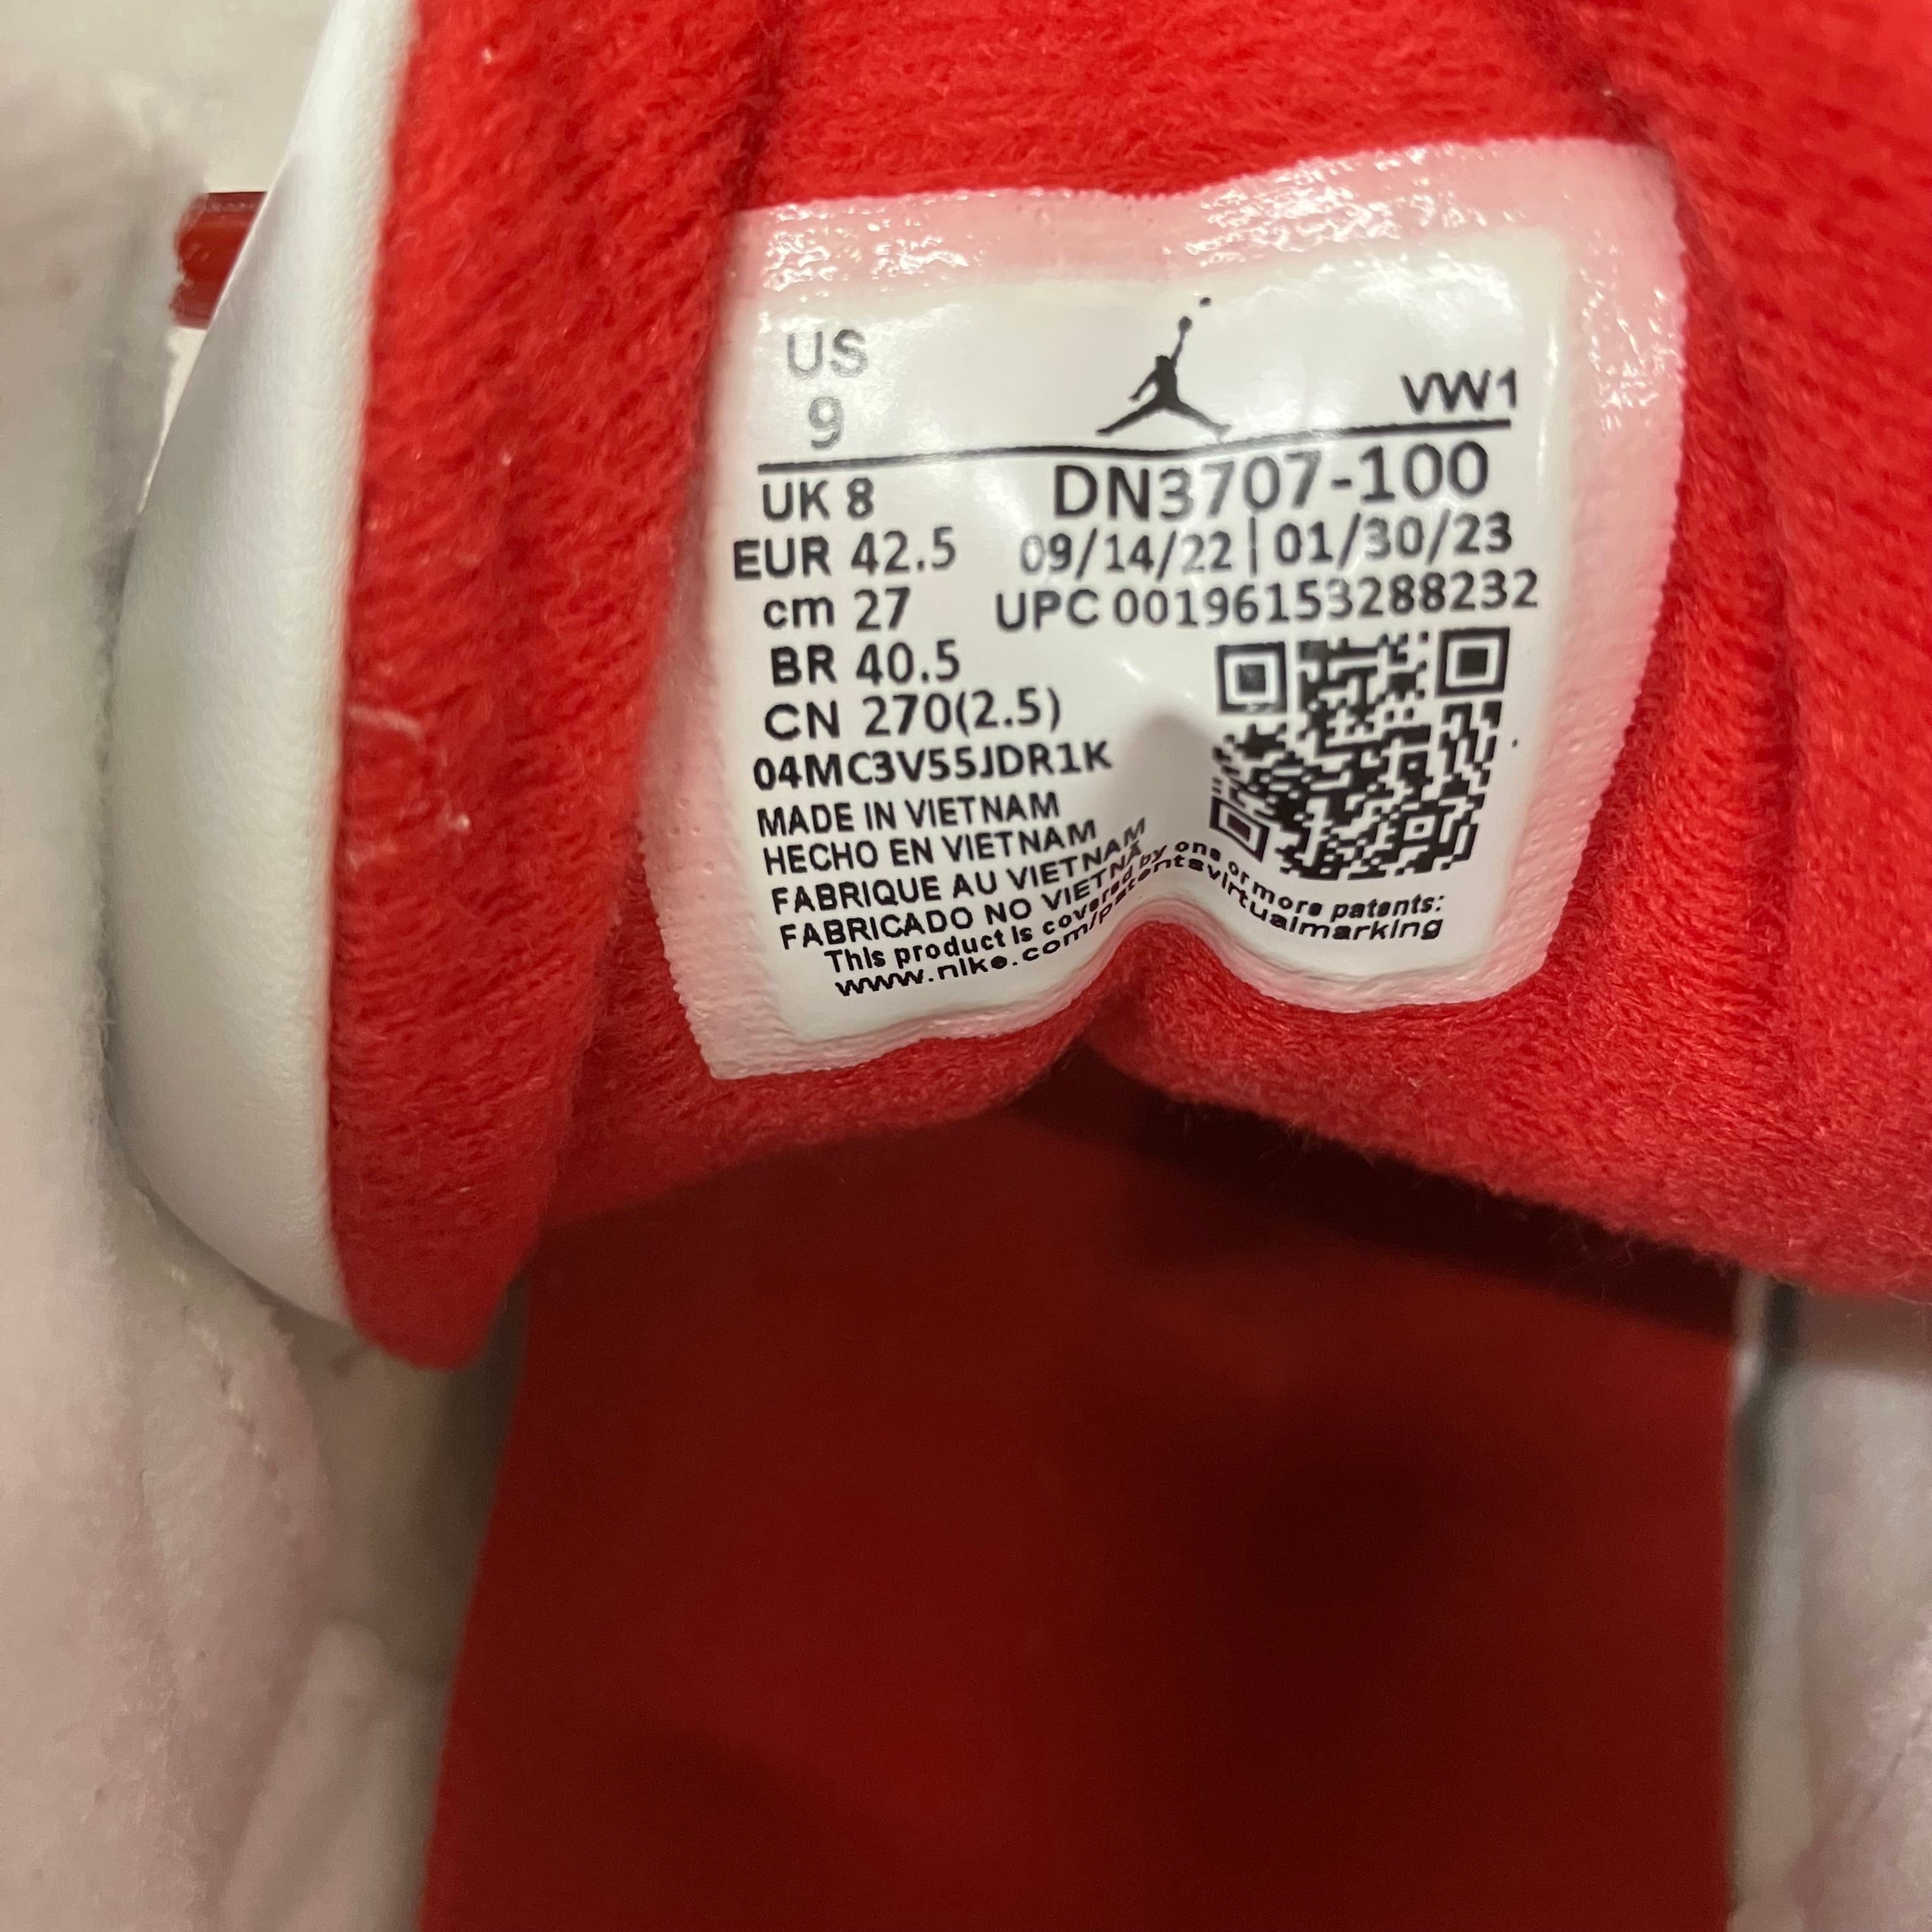 US
9
VW1
UK 8
DN3707-100
EUR 42.5
09/14/22 | 01/30/23
cm 27
UPC 00196153288232
BR 40.5
CN 270(2.5)
04MC3V55JDR1K
MADE IN VIETNAM
HECHO EN VIETNAM
FABRIQUE AU VIETNAM
FABRICADO NO VIETNÃ
This product is covered by one or more patents:
www.nike.com/patentsvirtualmarking